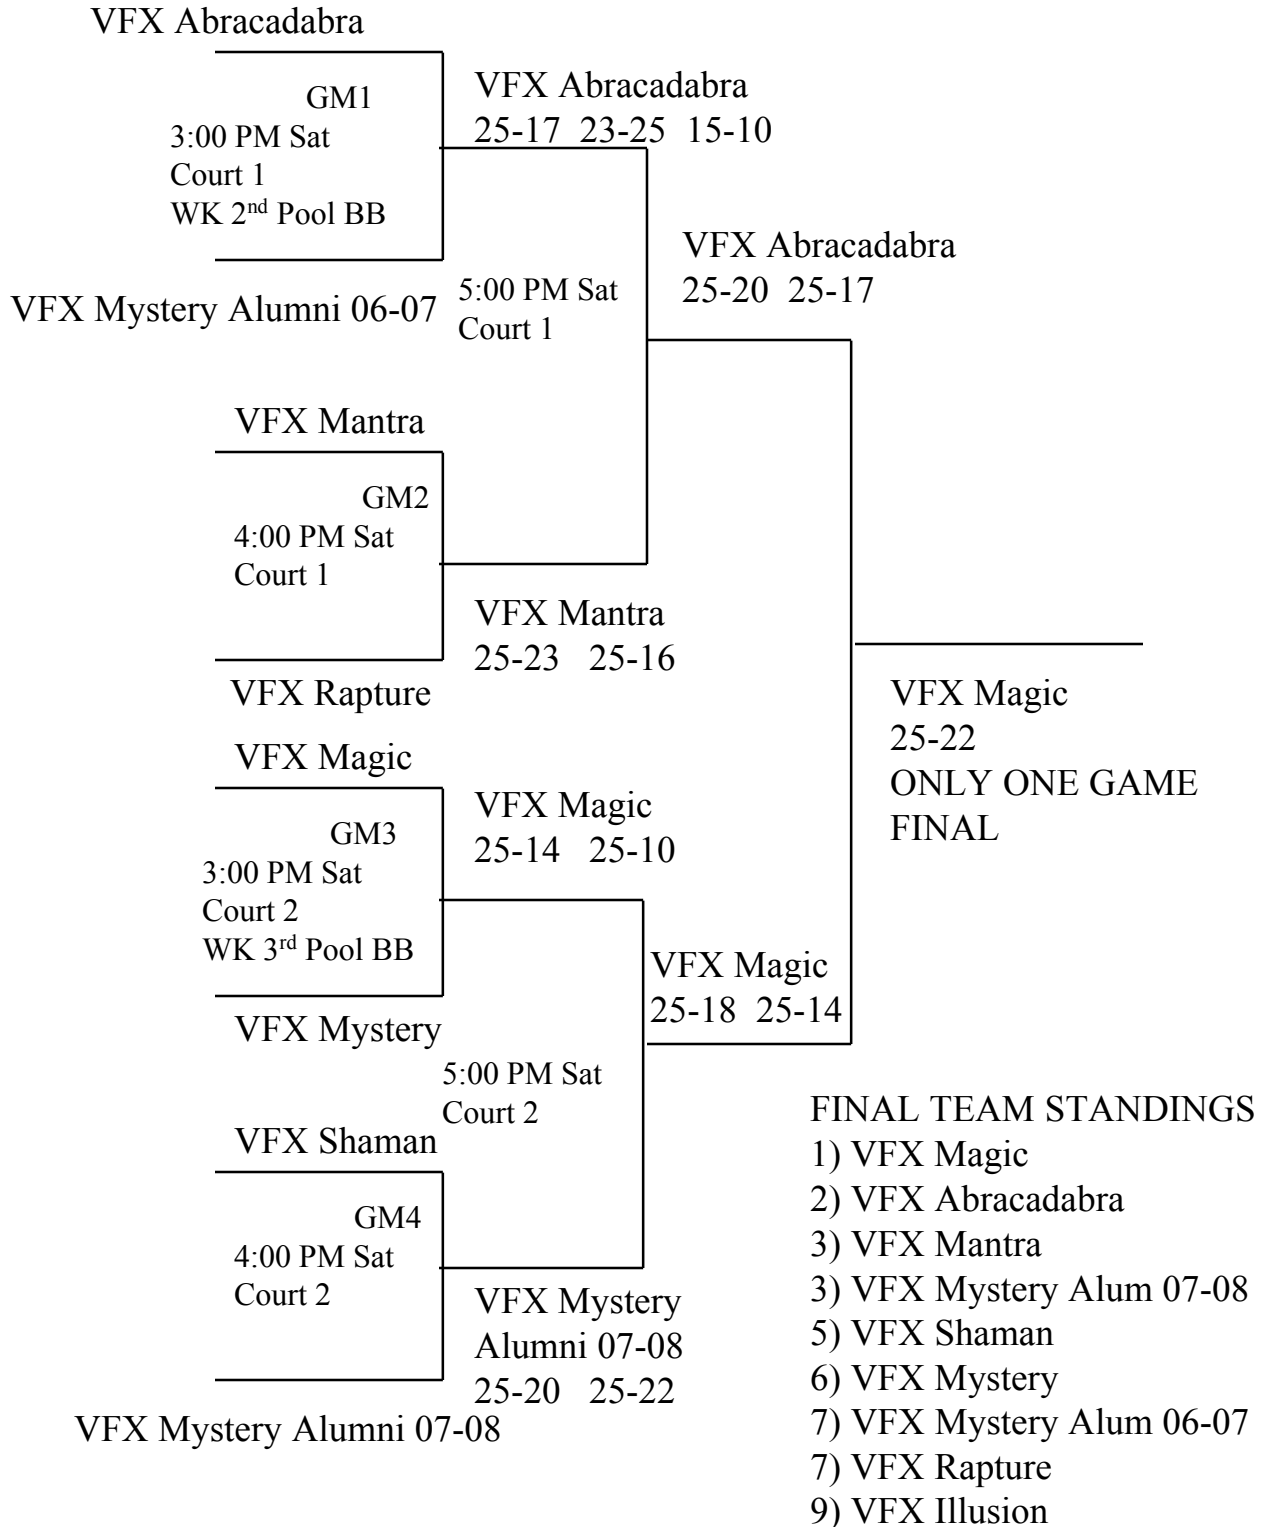 VFX Abracadabra
GM1
3:00 PM Sat
Court 1
WK 2nd Pool BB
VFX Mystery Alumni 06-07
VFX Abracadabra
25-17 23-25 15-10
5:00 PM Sat
Court 1
VFX Abracadabra
25-20 25-17
VFX Mantra
GM2
4:00 PM Sat
Court 1
VFX Rapture
VFX Mantra
25-23 25-16
VFX Magic
GM3
3:00 PM Sat
Court 2
WK 3rd Pool BB
VFX Mystery
VFX Magic
25-14 25-10
5:00 PM Sat
Court 2
VFX Magic
25-18 25-14
VFX Shaman
GM4
4:00 PM Sat
Court 2
VFX Mystery Alumni 07-08
VFX Mystery
Alumni 07-08
25-20 25-22
VFX Magic
25-22
ONLY ONE GAME
FINAL
FINAL TEAM STANDINGS
1) VFX Magic
2) VFX Abracadabra
3) VFX Mantra
3) VFX Mystery Alum 07-08
5) VFX Shaman
6) VFX Mystery
7) VFX Mystery Alum 06-07
7) VFX Rapture
9) VFX Illusion